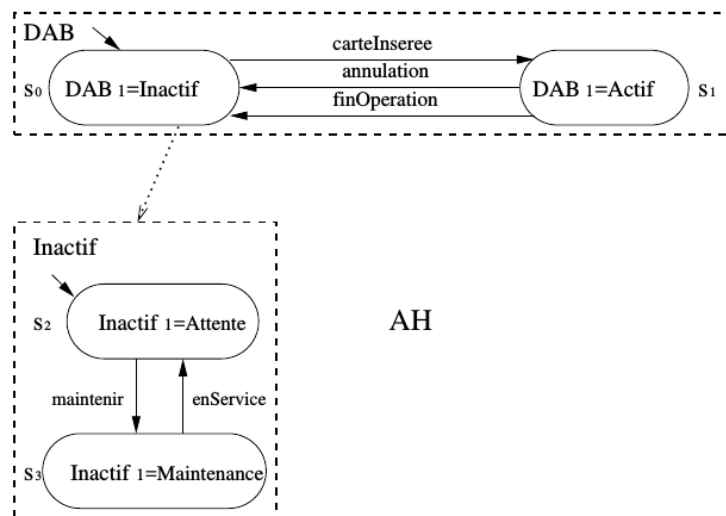 DAB
carteInseree
annulation
finOperation
S0
DAB 1=Inactif
DAB 1=Actif
S1
Inactif
S2
Inactif 1=Attente
AH
maintenir
enService
S3
Inactif 1=Maintenance